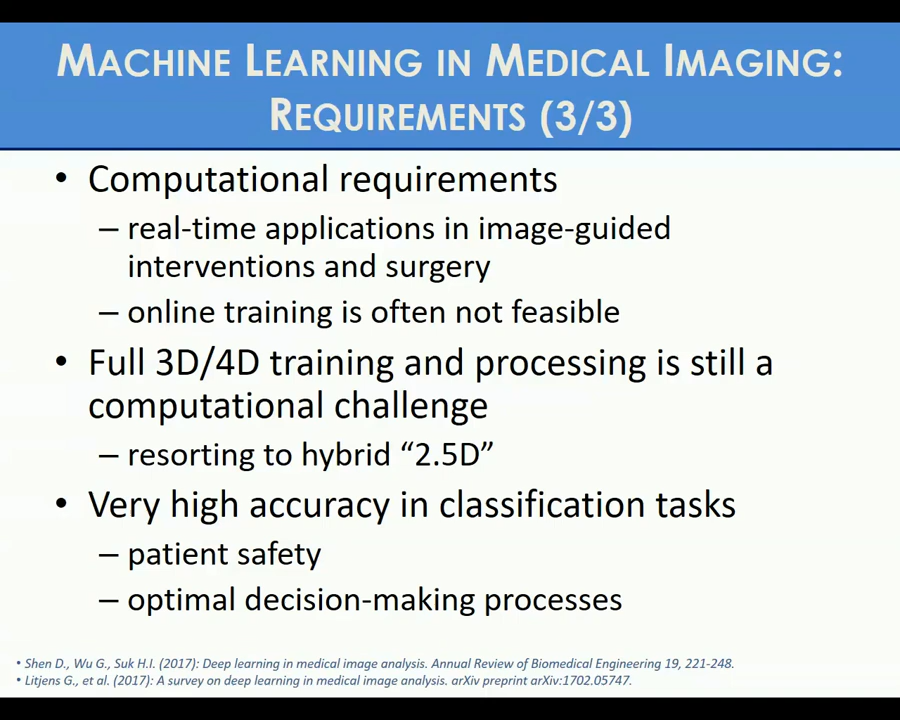 MACHINE LEARNING IN MEDICAL IMAGING:
REQUIREMENTS (3/3)
• Computational requirements
– real-time applications in image-guided
interventions and surgery
– online training is often not feasible
• Full 3D/4D training and processing is still a
computational challenge
– resorting to hybrid “2.5D”
• Very high accuracy in classification tasks
– patient safety
– optimal decision-making processes
• Shen D., Wu G., Suk H.I. (2017): Deep learning in medical image analysis. Annual Review of Biomedical Engineering 19, 221-248.
• Litjens G., et al. (2017): A survey on deep learning in medical image analysis. arXiv preprint arXiv:1702.05747.